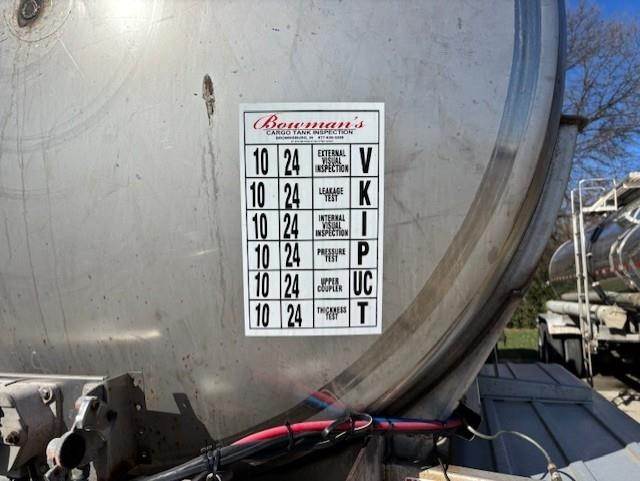 Bowman's
CARGO TANK INSPECTION
10 24 EXTERNAL VISUAL INSPECTION V
10 24 LEAKAGE TEST K
10 24 INTERNAL VISUAL INSPECTION I
10 24 PRESSURE TEST P
10 24 UPPER COUPLER UC
10 24 THICKNESS TEST T